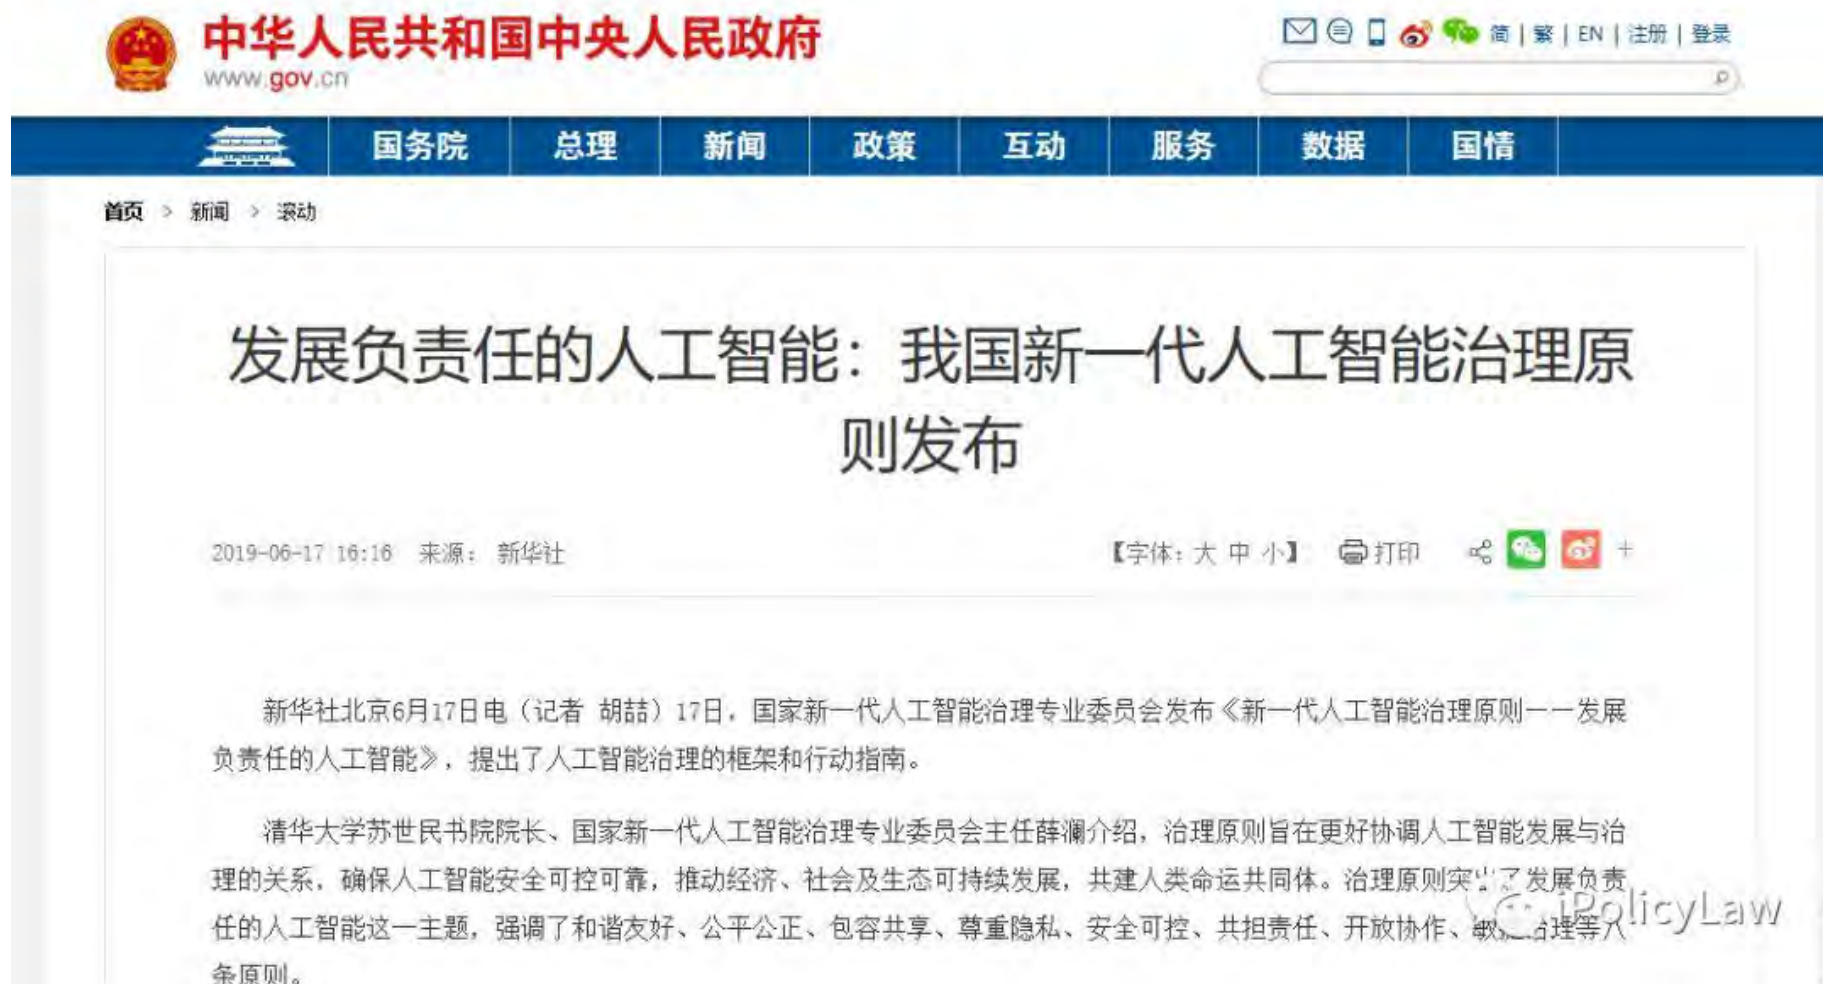 中华人民共和国中央人民政府
www.gov.cn
简 | 繁 | EN | 注册 | 登录
国务院 总理 新闻 政策 互动 服务 数据 国情
首页 > 新闻 > 滚动
发展负责任的人工智能：我国新一代人工智能治理原
则发布
2019-06-17 16:16 来源： 新华社
【字体：大 中 小】 打印 +
新华社北京6月17日电（记者 胡喆）17日，国家新一代人工智能治理专业委员会发布《新一代人工智能治理原则——发展
负责任的人工智能》，提出了人工智能治理的框架和行动指南。
清华大学苏世民书院院长、国家新一代人工智能治理专业委员会主任薛澜介绍，治理原则旨在更好协调人工智能发展与治
理的关系，确保人工智能安全可控可靠，推动经济、社会及生态可持续发展，共建人类命运共同体。治理原则突出了发展负责
任的人工智能这一主题，强调了和谐友好、公平公正、包容共享、尊重隐私、安全可控、共担责任、开放协作、敏捷治理等八
条原则。
iPolicyLaw